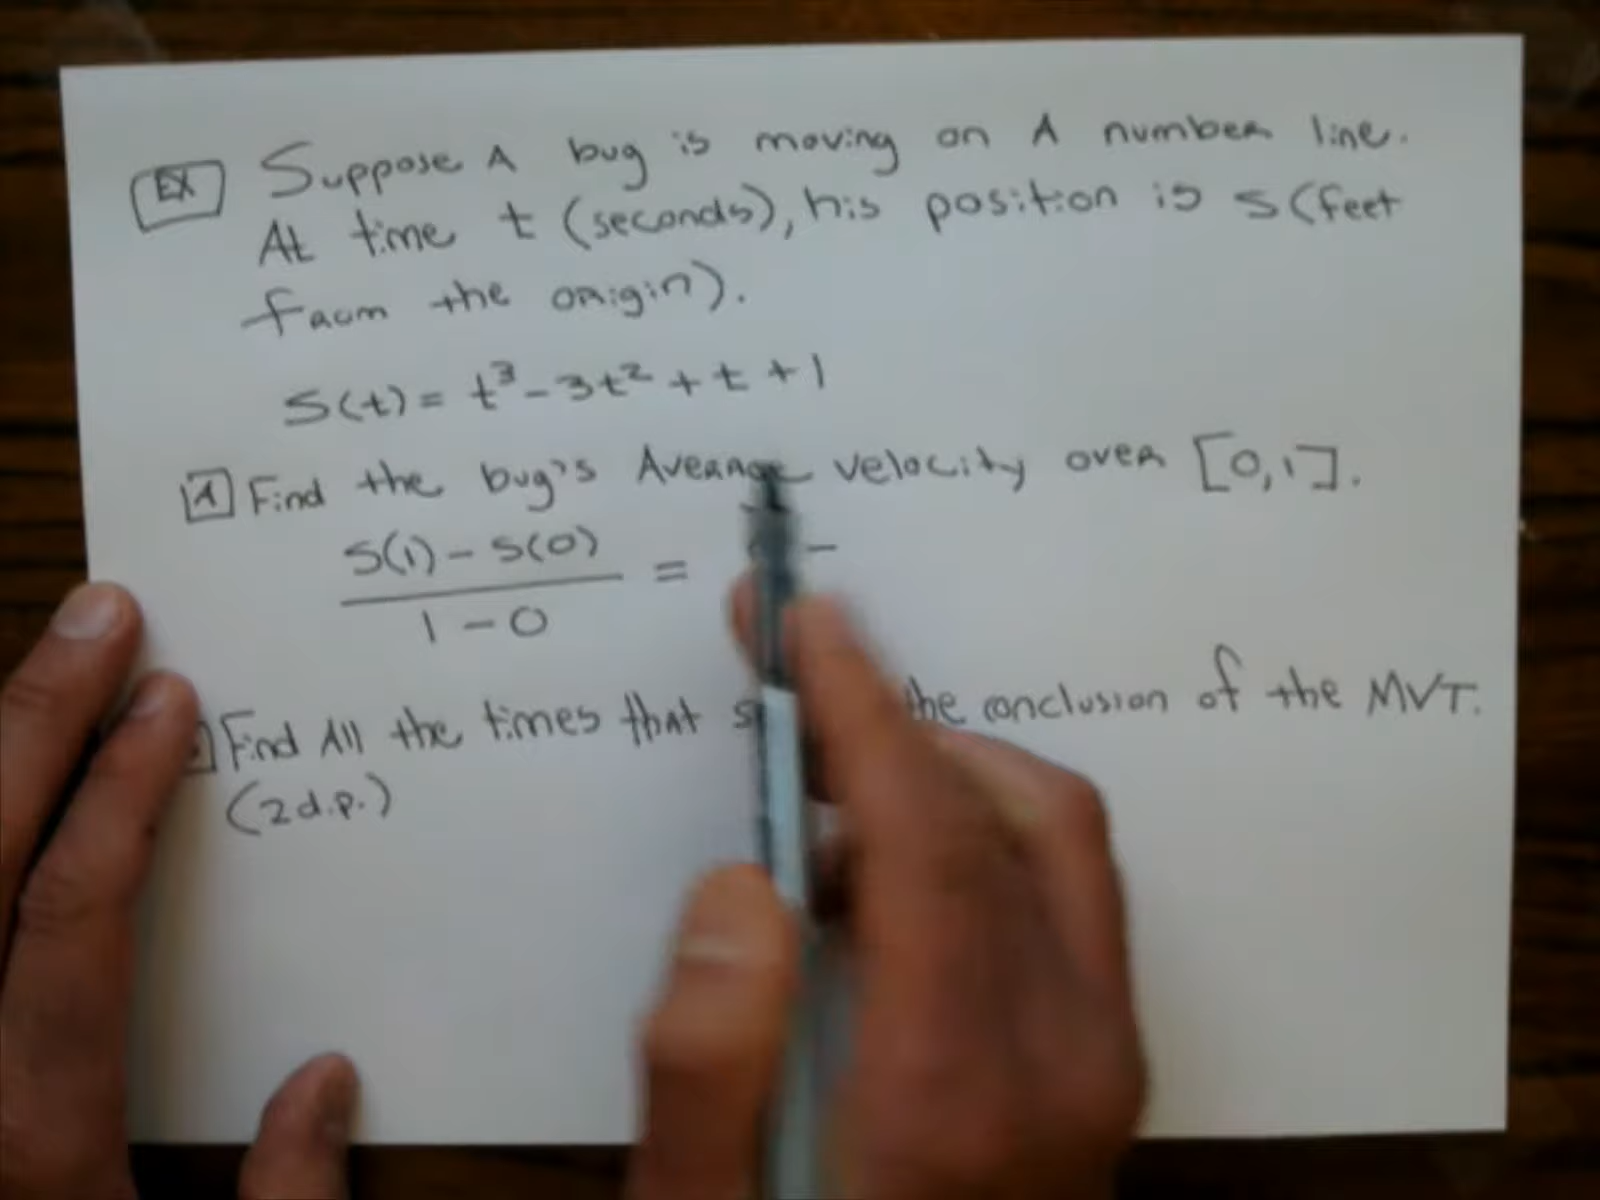 EX Suppose A bug is moving on A number line.
At time t (seconds), his position is s (feet
from the origin).
s(t) = t³ - 3t² + t + 1
A Find the bug's Average velocity over [0,1].
s(1) - s(0)
=
-
1 - 0
Find All the times that the conclusion of the MVT.
(2 d.p.)